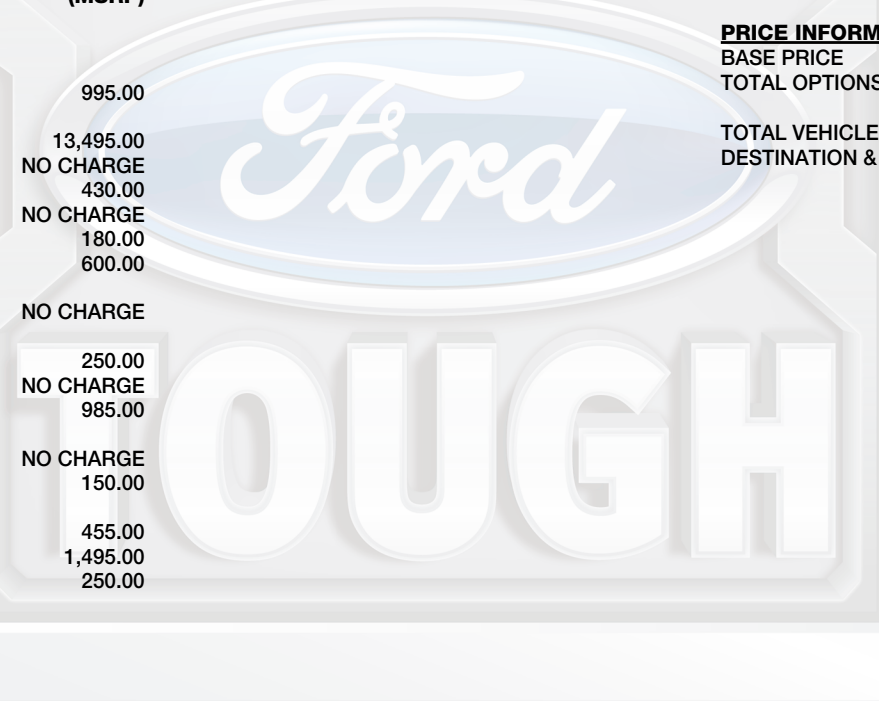 (MSRP)
995.00
13,495.00
NO CHARGE
430.00
NO CHARGE
180.00
600.00
NO CHARGE
250.00
NO CHARGE
985.00
NO CHARGE
150.00
455.00
1,495.00
250.00
PRICE INFORM
BASE PRICE
TOTAL OPTIONS
TOTAL VEHICLE
DESTINATION &
Ford
TOUGH